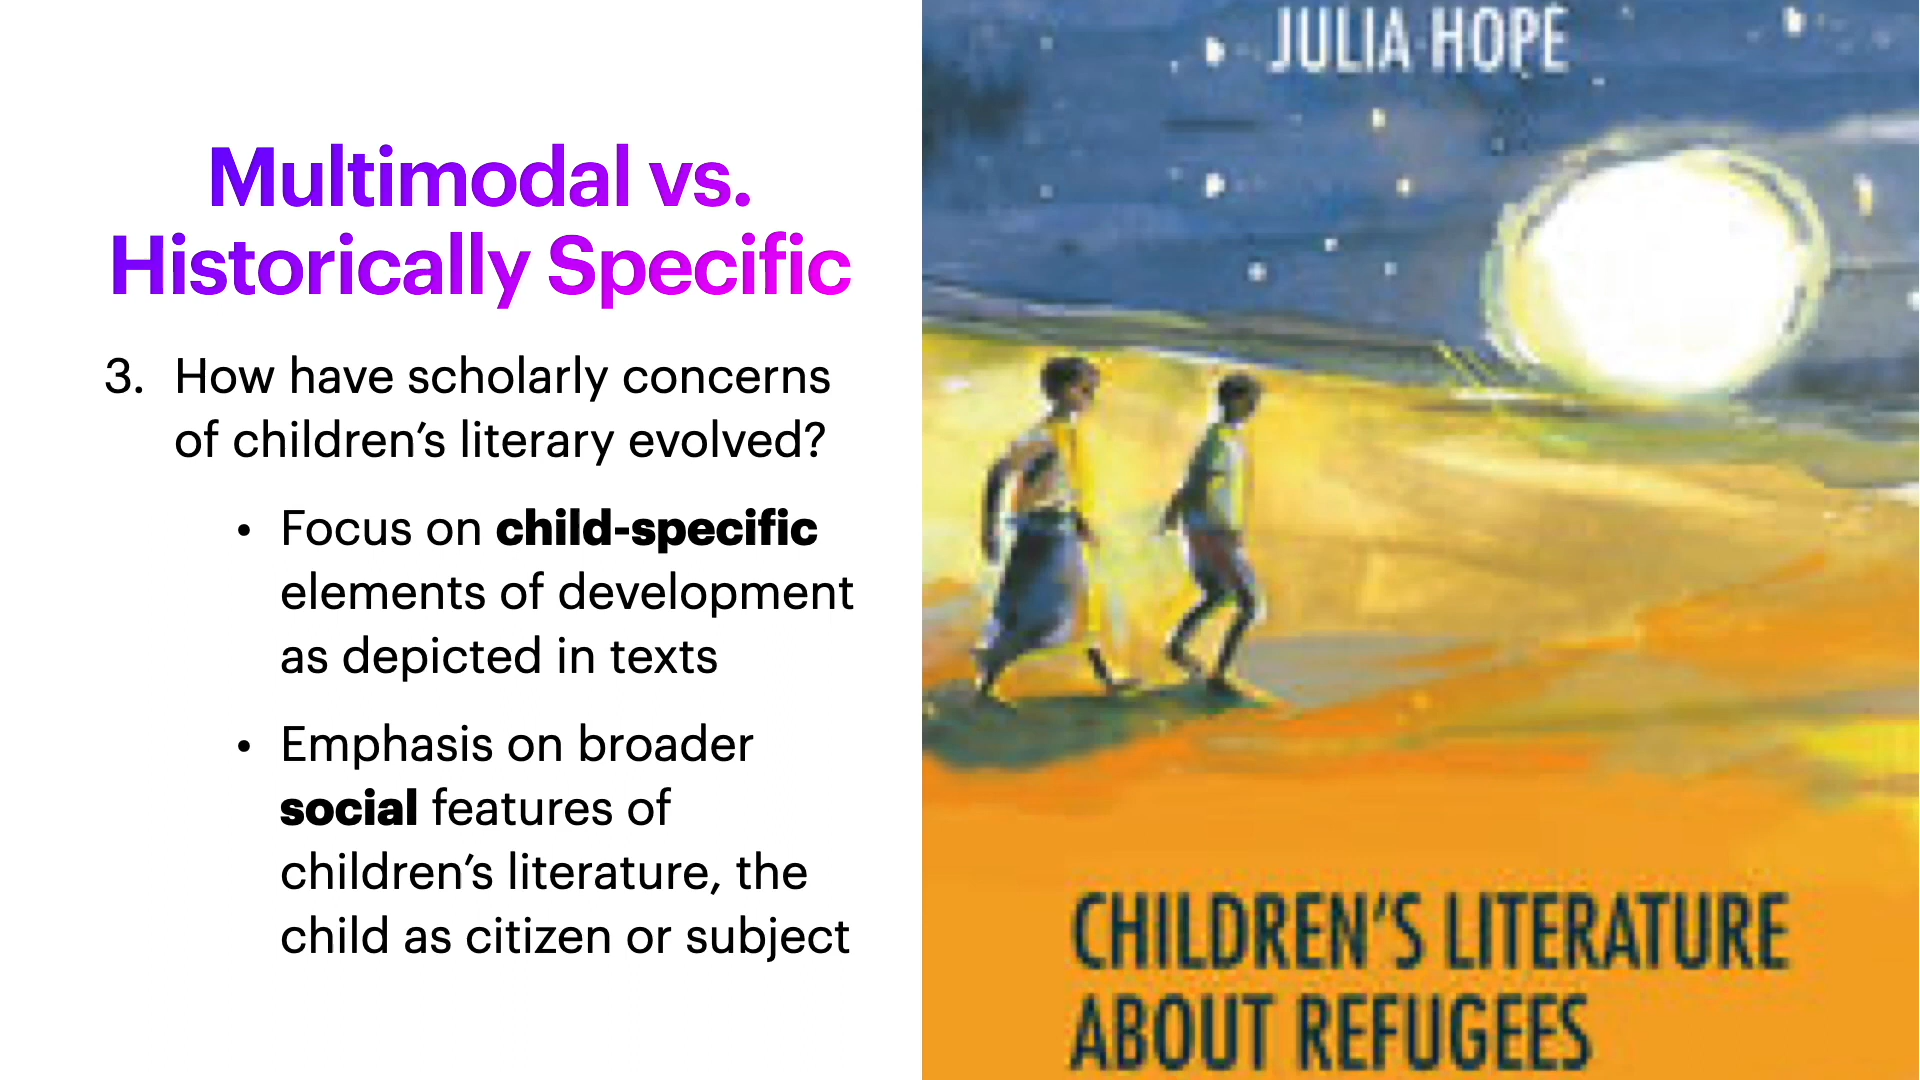 Multimodal vs.
Historically Specific
3. How have scholarly concerns
of children’s literary evolved?
• Focus on child-specific
elements of development
as depicted in texts
• Emphasis on broader
social features of
children’s literature, the
child as citizen or subject
JULIA HOPE
CHILDREN’S LITERATURE
ABOUT REFUGEES